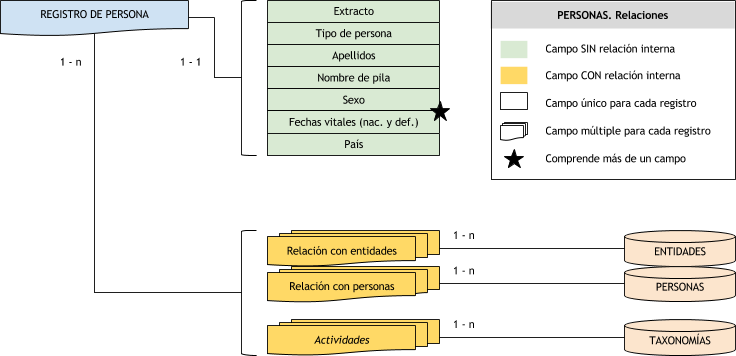 REGISTRO DE PERSONA
1 - n
1 - 1
Extracto
Tipo de persona
Apellidos
Nombre de pila
Sexo
Fechas vitales (nac. y def.)
País
PERSONAS. Relaciones
Campo SIN relación interna
Campo CON relación interna
Campo único para cada registro
Campo múltiple para cada registro
Comprende más de un campo
Relación con entidades
1 - n
ENTIDADES
Relación con personas
1 - n
PERSONAS
Actividades
1 - n
TAXONOMÍAS